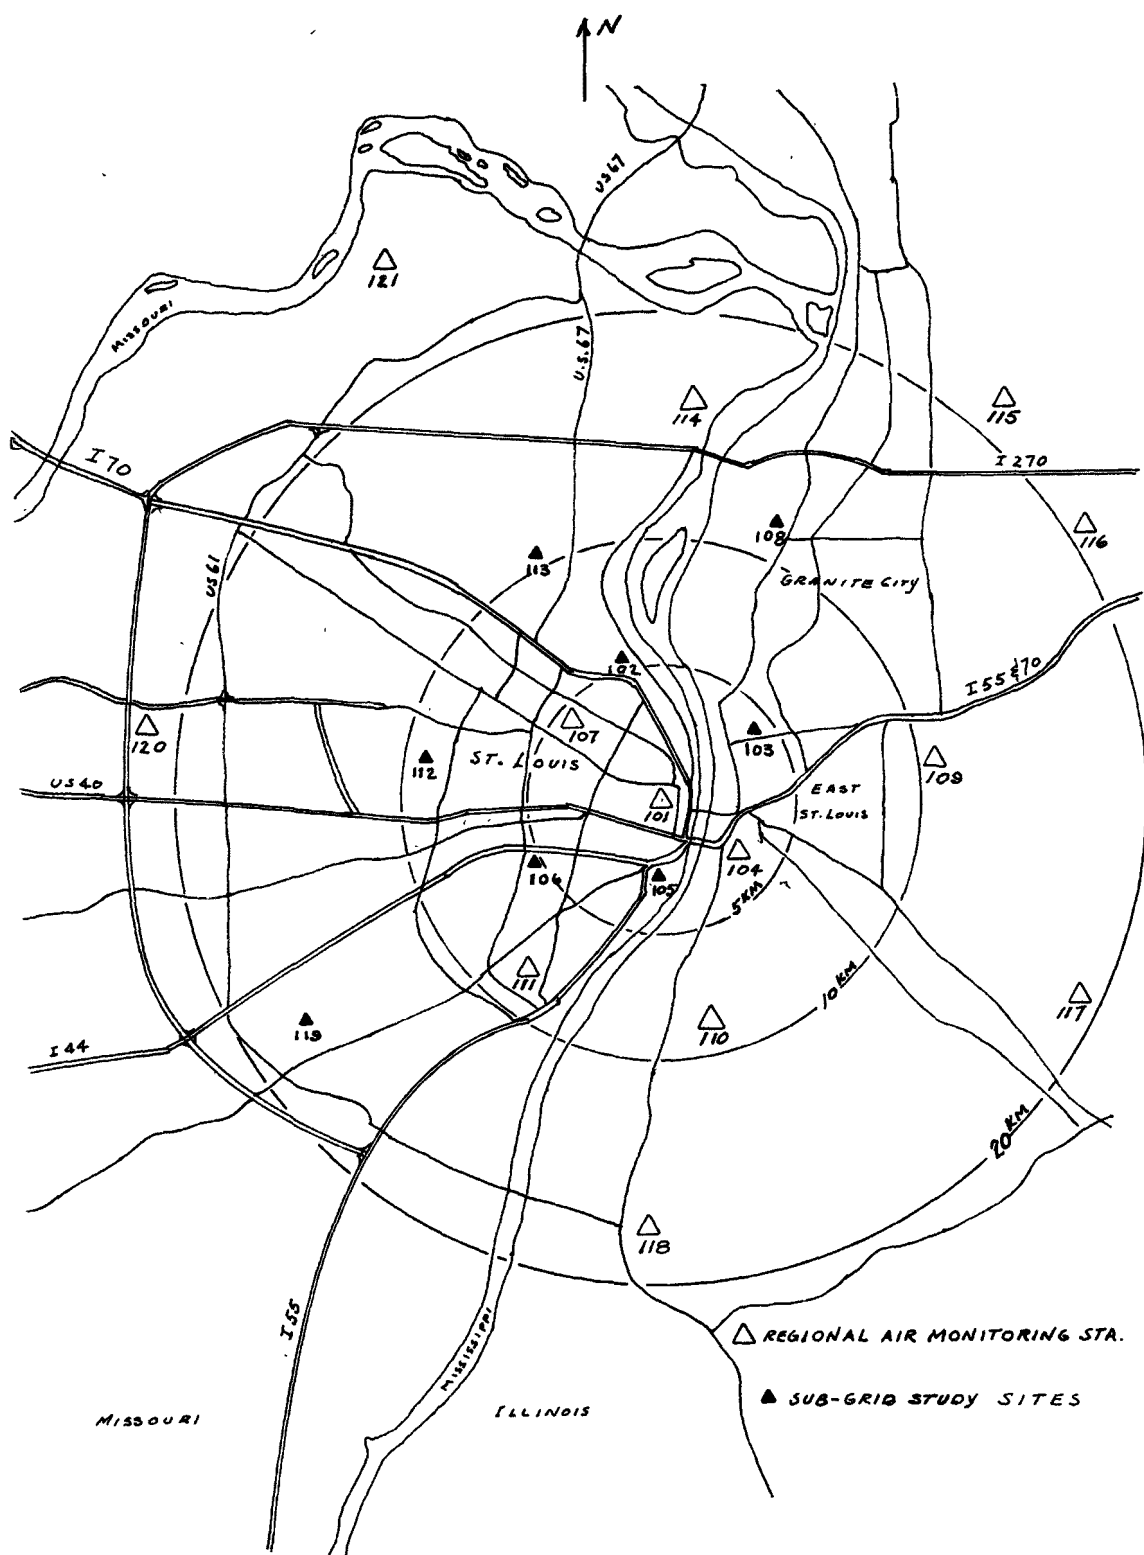 N
US 67
121
MISSOURI
U.S. 67
114
115
I 270
I 70
108
116
113
GRANITE CITY
US 61
102
I 55 & 70
107
103
120
112
ST. LOUIS
109
US 40
EAST
ST. LOUIS
101
104
106
105
5 KM
111
10 KM
117
119
110
I 44
20 KM
118
I 55
MISSISSIPPI
REGIONAL AIR MONITORING STA.
SUB-GRID STUDY SITES
MISSOURI
ILLINOIS